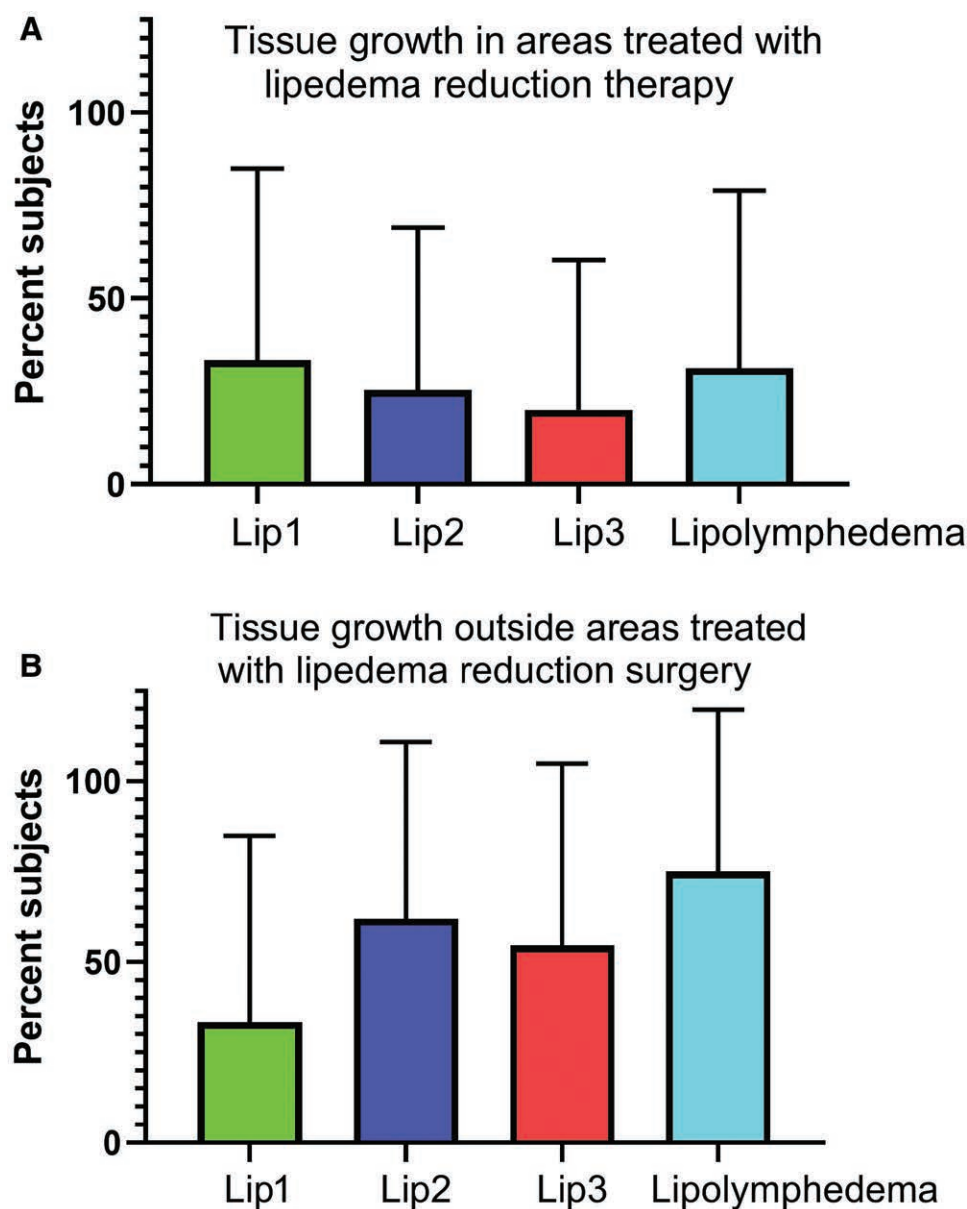 A
Tissue growth in areas treated with
lipedema reduction therapy
Percent subjects
100
50
0
Lip1 Lip2 Lip3 Lipolymphedema
B
Tissue growth outside areas treated
with lipedema reduction surgery
Percent subjects
100
50
0
Lip1 Lip2 Lip3 Lipolymphedema